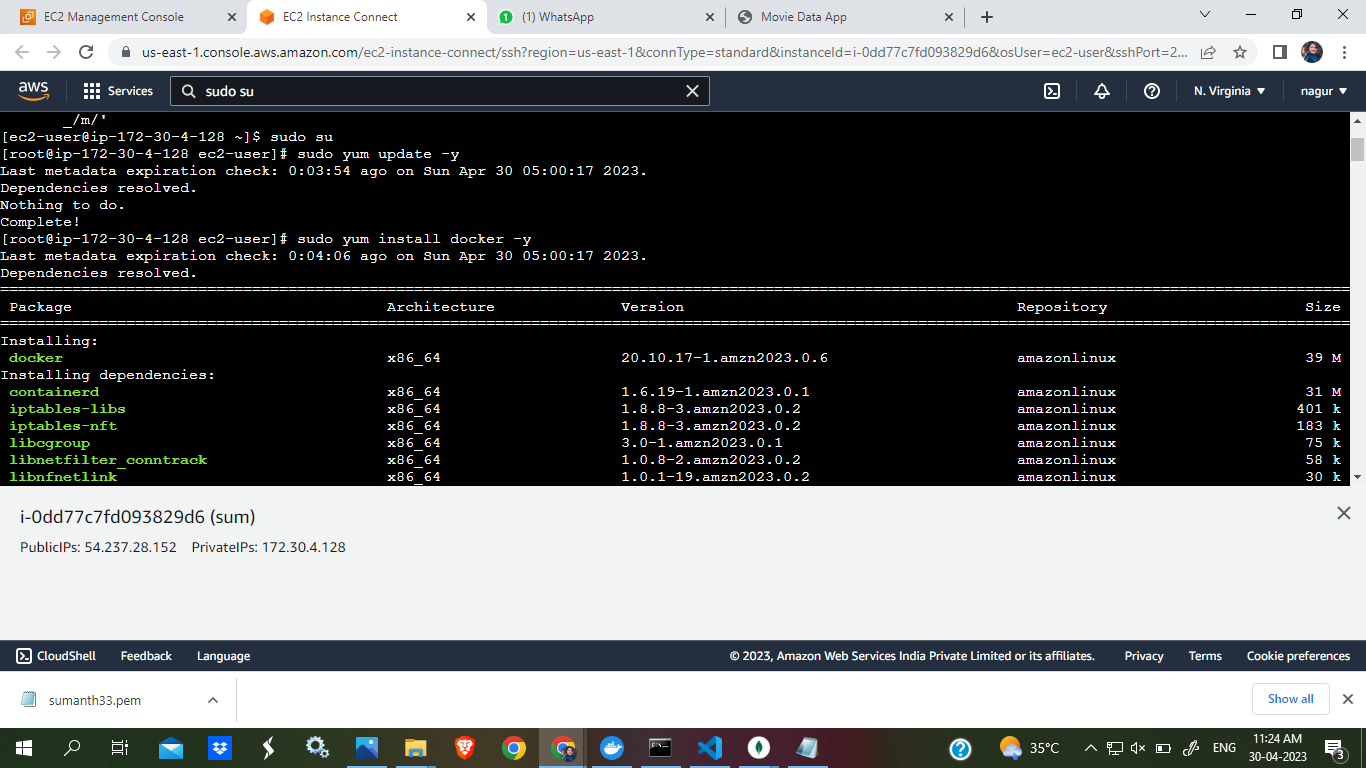 EC2 Management Console
EC2 Instance Connect
(1) WhatsApp
Movie Data App
us-east-1.console.aws.amazon.com/ec2-instance-connect/ssh?region=us-east-1&connType=standard&instanceId=i-0dd77c7fd093829d6&osUser=ec2-user&sshPort=2...
aws Services sudo su N. Virginia nagur
_/m/'
[ec2-user@ip-172-30-4-128 ~]$ sudo su
[root@ip-172-30-4-128 ec2-user]# sudo yum update -y
Last metadata expiration check: 0:03:54 ago on Sun Apr 30 05:00:17 2023.
Dependencies resolved.
Nothing to do.
Complete!
[root@ip-172-30-4-128 ec2-user]# sudo yum install docker -y
Last metadata expiration check: 0:04:06 ago on Sun Apr 30 05:00:17 2023.
Dependencies resolved.
Package Architecture Version Repository Size
Installing:
docker x86_64 20.10.17-1.amzn2023.0.6 amazonlinux 39 M
Installing dependencies:
containerd x86_64 1.6.19-1.amzn2023.0.1 amazonlinux 31 M
iptables-libs x86_64 1.8.8-3.amzn2023.0.2 amazonlinux 401 k
iptables-nft x86_64 1.8.8-3.amzn2023.0.2 amazonlinux 183 k
libcgroup x86_64 3.0-1.amzn2023.0.1 amazonlinux 75 k
libnetfilter_conntrack x86_64 1.0.8-2.amzn2023.0.2 amazonlinux 58 k
libnfnetlink x86_64 1.0.1-19.amzn2023.0.2 amazonlinux 30 k
i-0dd77c7fd093829d6 (sum)
PublicIPs: 54.237.28.152 PrivateIPs: 172.30.4.128
CloudShell Feedback Language © 2023, Amazon Web Services India Private Limited or its affiliates. Privacy Terms Cookie preferences
sumanth33.pem Show all
35°C ENG 11:24 AM
30-04-2023 3